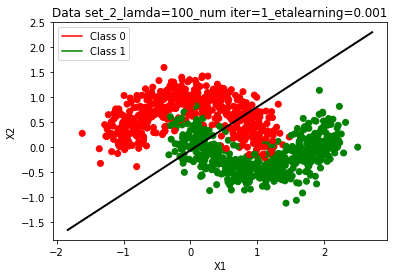 Data set_2_lamda=100_num iter=1_etalearning=0.001
Class 0
Class 1
X2
2.5
2.0
1.5
1.0
0.5
0.0
−0.5
−1.0
−1.5
−2 −1 0 1 2
X1